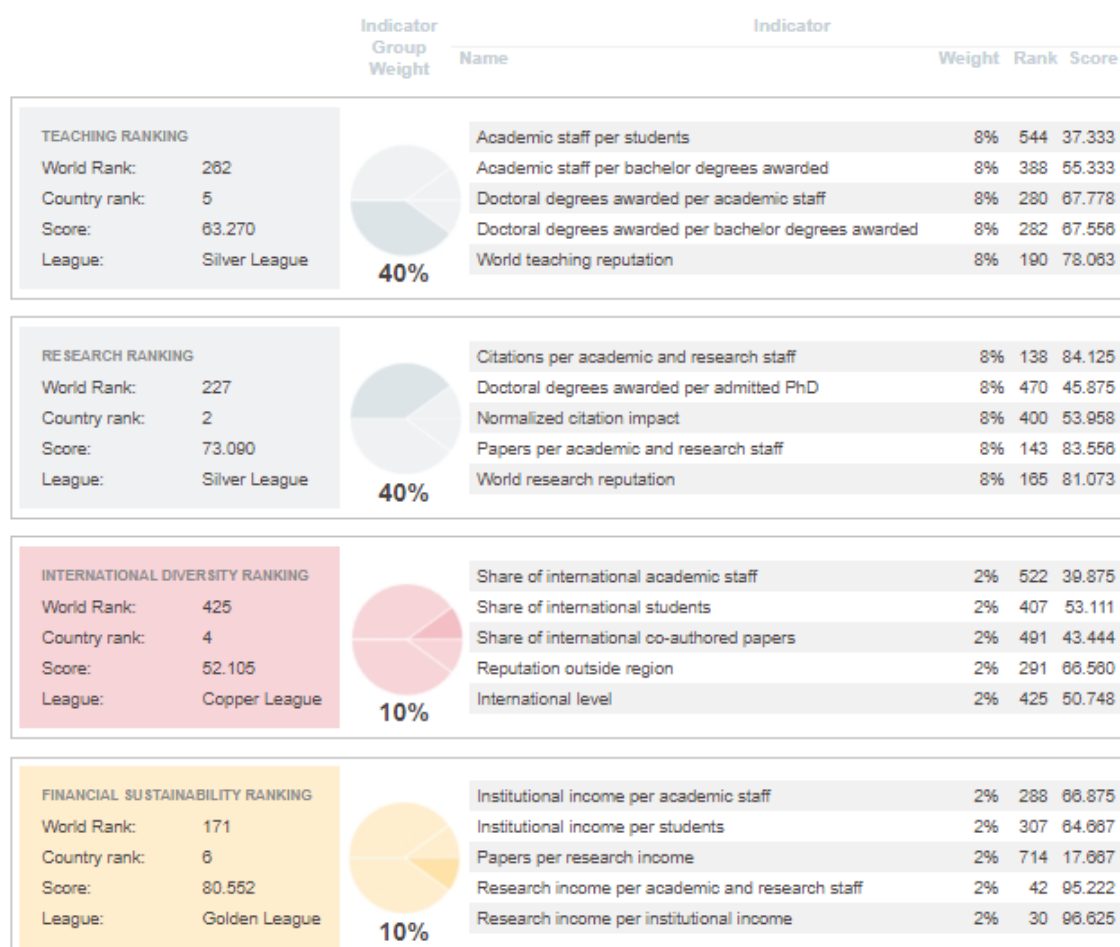 Indicator Group Weight Indicator
Name Weight Rank Score
TEACHING RANKING
World Rank: 262
Country rank: 5
Score: 63.270
League: Silver League
40%
Academic staff per students 8% 544 37.333
Academic staff per bachelor degrees awarded 8% 388 55.333
Doctoral degrees awarded per academic staff 8% 280 67.778
Doctoral degrees awarded per bachelor degrees awarded 8% 282 67.556
World teaching reputation 8% 190 78.063
RESEARCH RANKING
World Rank: 227
Country rank: 2
Score: 73.090
League: Silver League
40%
Citations per academic and research staff 8% 138 84.125
Doctoral degrees awarded per admitted PhD 8% 470 45.875
Normalized citation impact 8% 400 53.958
Papers per academic and research staff 8% 143 83.556
World research reputation 8% 165 81.073
INTERNATIONAL DIVERSITY RANKING
World Rank: 425
Country rank: 4
Score: 52.105
League: Copper League
10%
Share of international academic staff 2% 522 39.875
Share of international students 2% 407 53.111
Share of international co-authored papers 2% 491 43.444
Reputation outside region 2% 291 66.560
International level 2% 425 50.748
FINANCIAL SUSTAINABILITY RANKING
World Rank: 171
Country rank: 6
Score: 80.552
League: Golden League
10%
Institutional income per academic staff 2% 288 66.875
Institutional income per students 2% 307 64.667
Papers per research income 2% 714 17.667
Research income per academic and research staff 2% 42 95.222
Research income per institutional income 2% 30 96.625